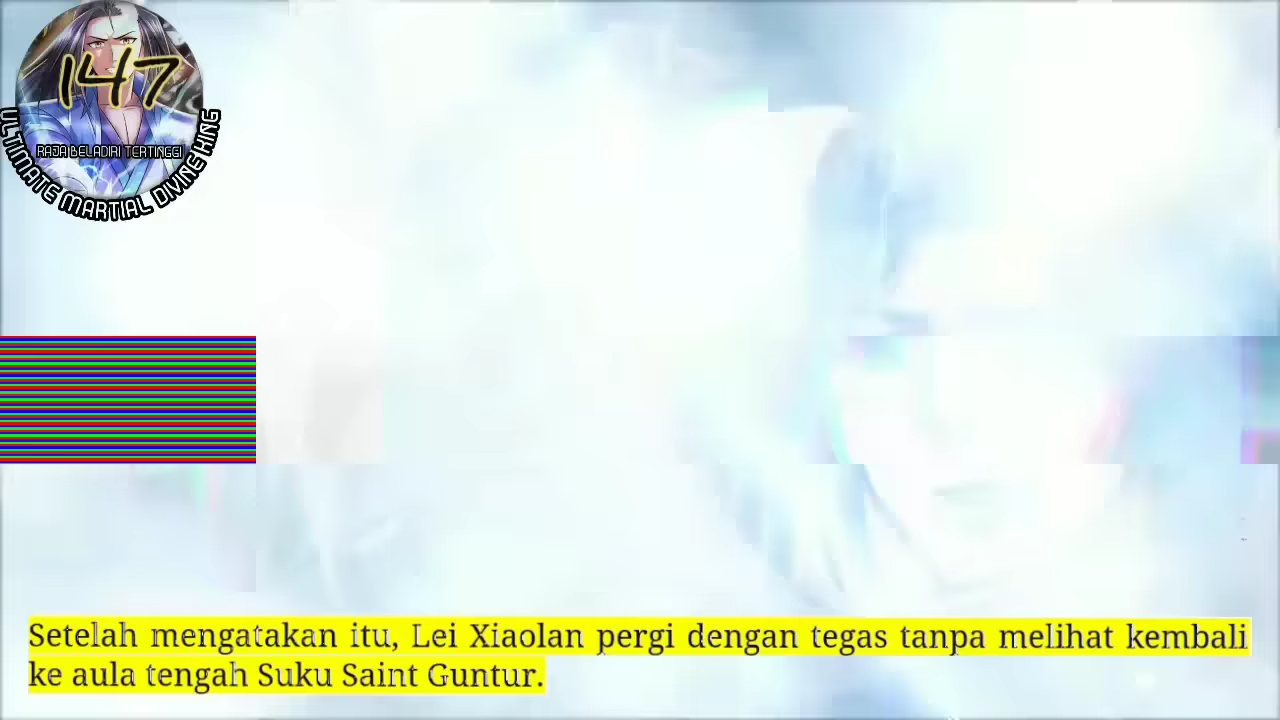 147
RAJA BELADIRI TERTINGGI
ULTIMATE MARTIAL DIVINE KING
Setelah mengatakan itu, Lei Xiaolan pergi dengan tegas tanpa melihat kembali
ke aula tengah Suku Saint Guntur.